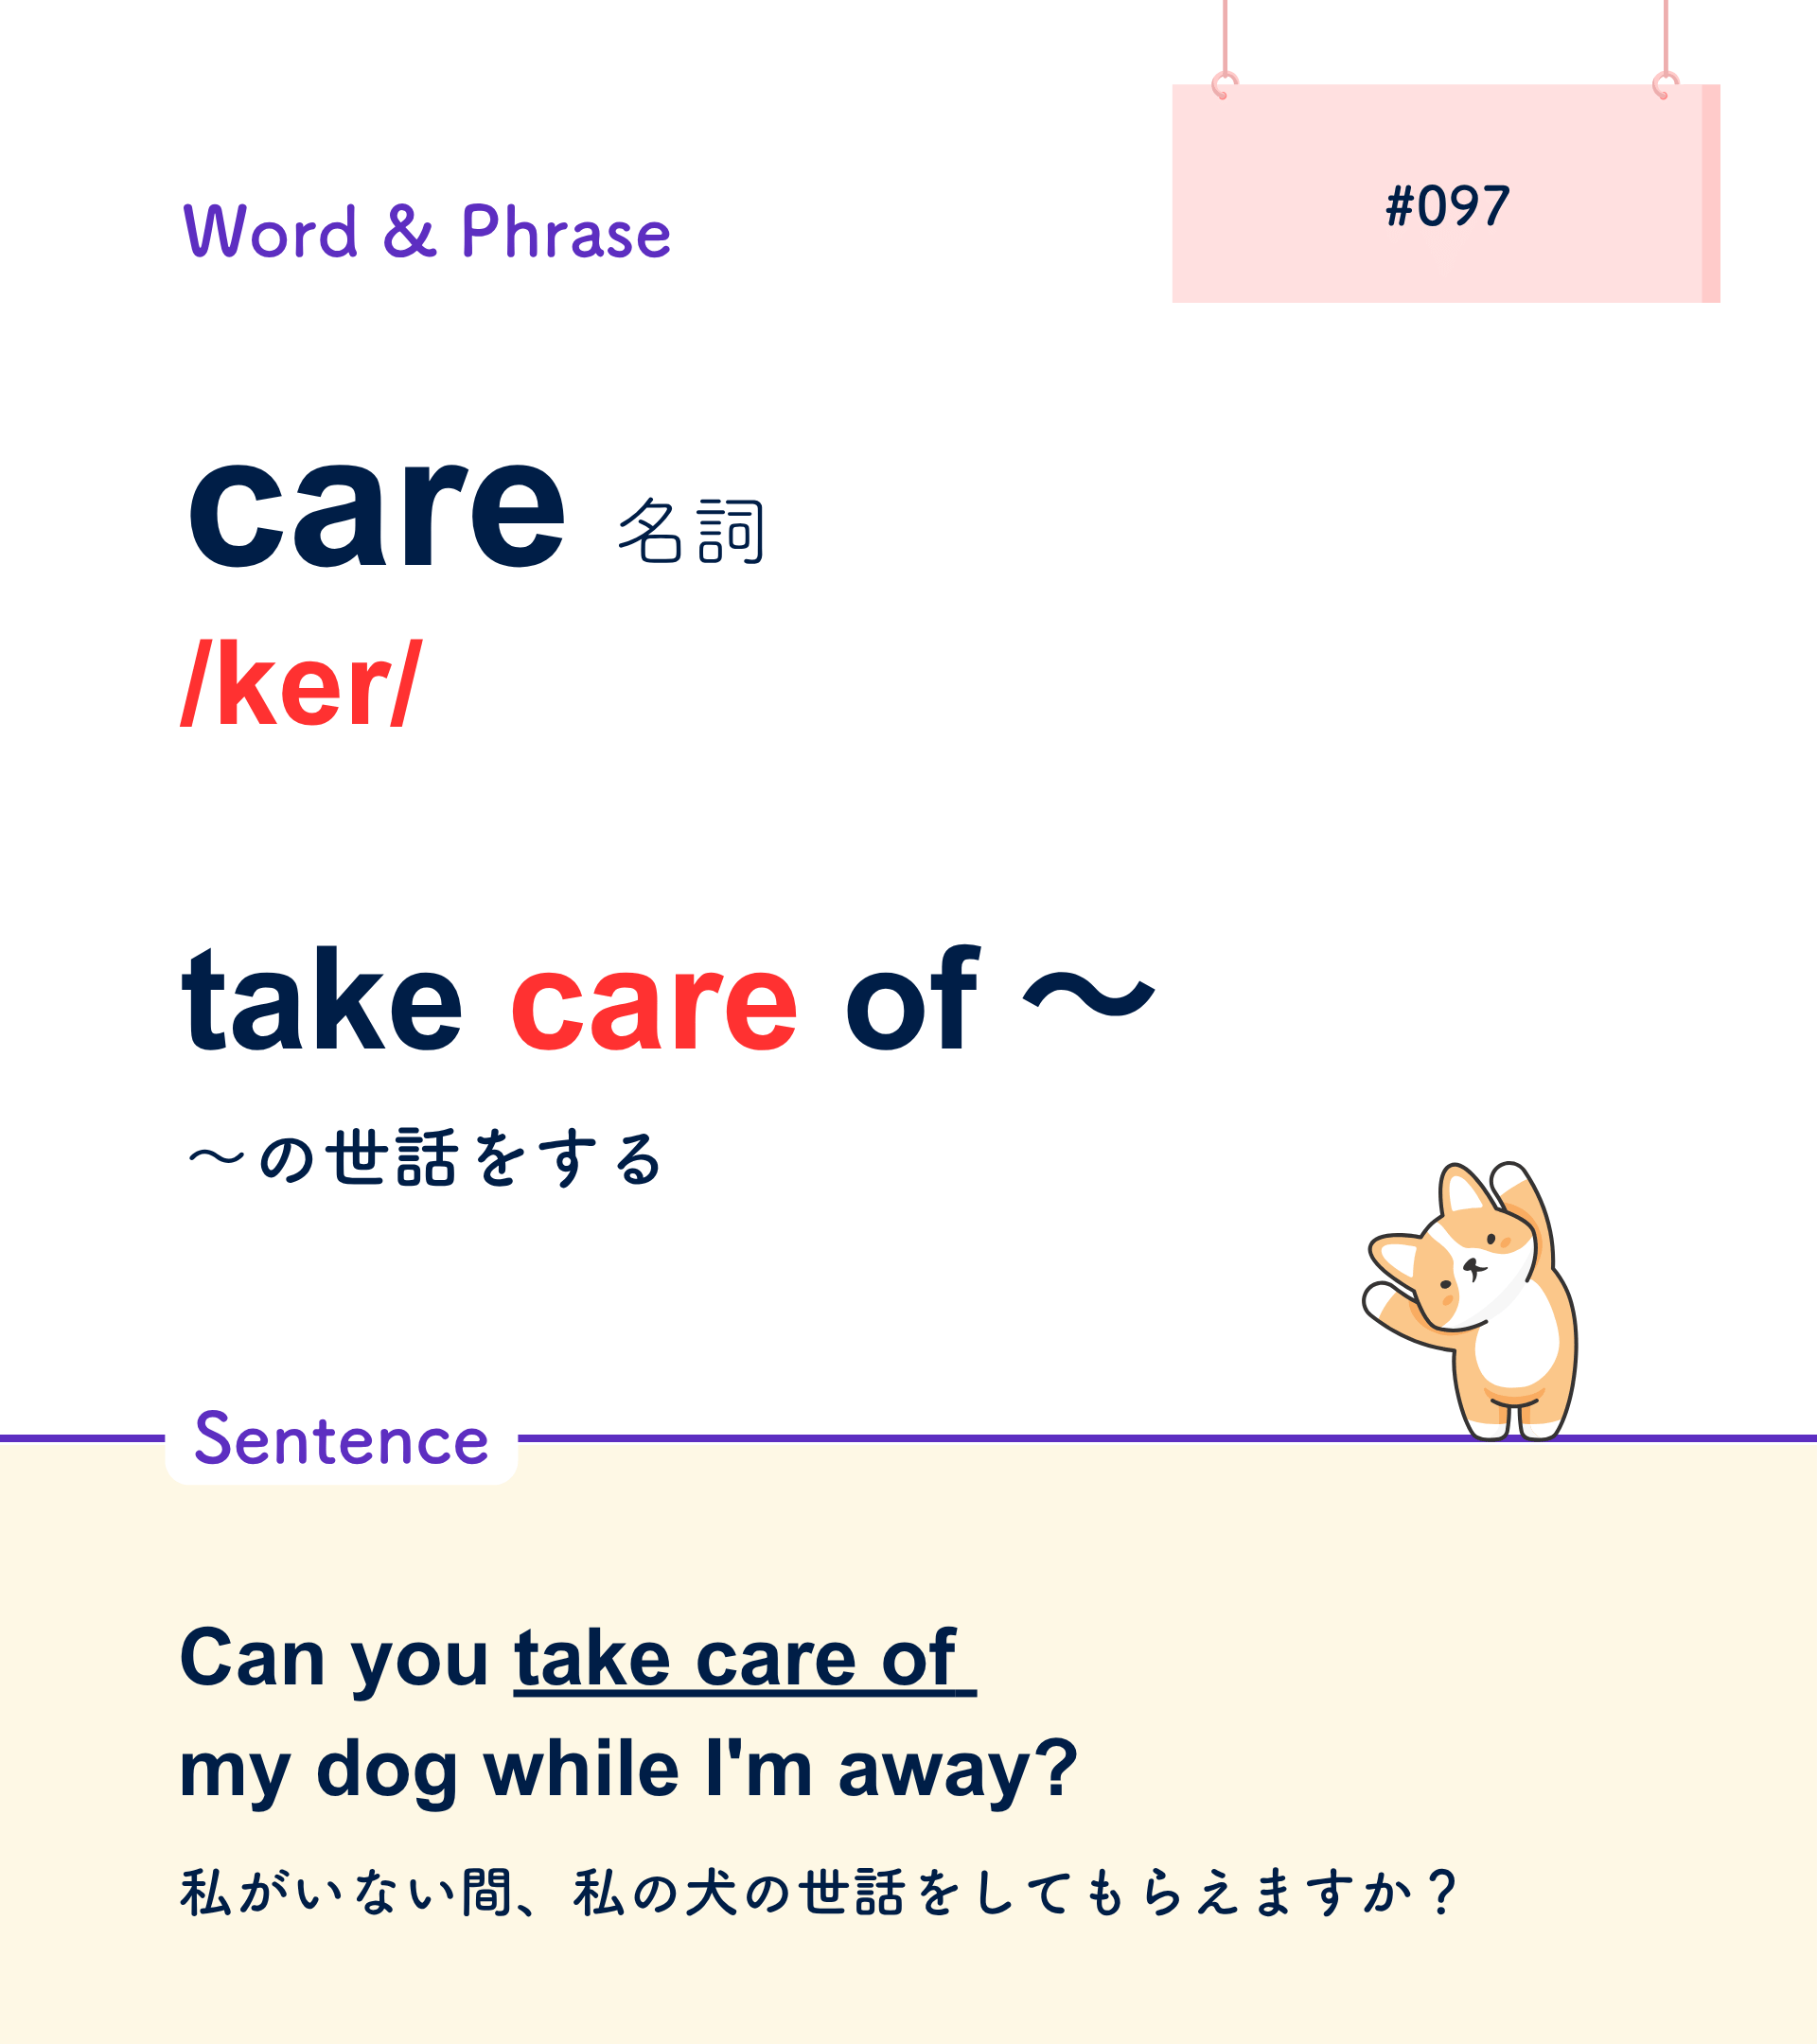 #097
Word & Phrase
care 名詞
/ker/
take care of ～
～の世話をする
Sentence
Can you take care of
my dog while I'm away?
私がいない間、私の犬の世話をしてもらえますか？